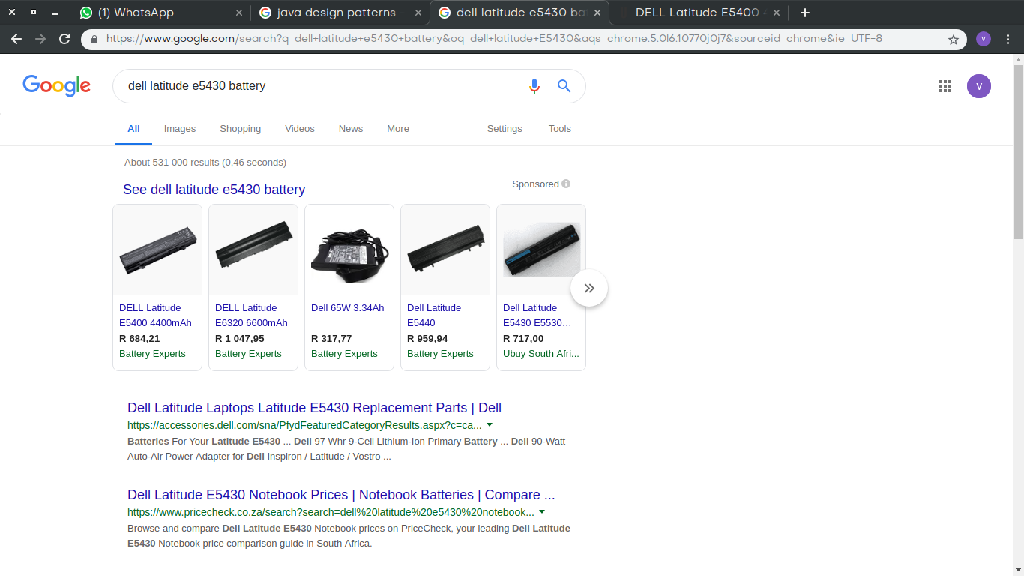 (1) WhatsApp
java design patterns
dell latitude e5430 ba
DELL Latitude E5400
https://www.google.com/search?q=dell+latitude+e5430+battery&oq=dell+latitude+E5430&aqs=chrome.5.0l6.10770j0j7&sourceid=chrome&ie=UTF-8
V
Google
dell latitude e5430 battery
V
All Images Shopping Videos News More Settings Tools
About 531 000 results (0.46 seconds)
See dell latitude e5430 battery
Sponsored
DELL Latitude
E5400 4400mAh
R 684,21
Battery Experts
DELL Latitude
E6320 6600mAh
R 1 047,95
Battery Experts
Dell 65W 3.34Ah
R 317,77
Battery Experts
Dell Latitude
E5440
R 959,94
Battery Experts
Dell Latitude
E5430 E5530...
R 717,00
Ubuy South Afri...
Dell Latitude Laptops Latitude E5430 Replacement Parts | Dell
https://accessories.dell.com/sna/PfydFeaturedCategoryResults.aspx?c=ca...
Batteries For Your Latitude E5430 ... Dell 97 Whr 9-Cell Lithium-Ion Primary Battery ... Dell 90-Watt
Auto-Air Power Adapter for Dell Inspiron / Latitude / Vostro ...
Dell Latitude E5430 Notebook Prices | Notebook Batteries | Compare ...
https://www.pricecheck.co.za/search?search=dell%20latitude%20e5430%20notebook...
Browse and compare Dell Latitude E5430 Notebook prices on PriceCheck, your leading Dell Latitude
E5430 Notebook price comparison guide in South Africa.